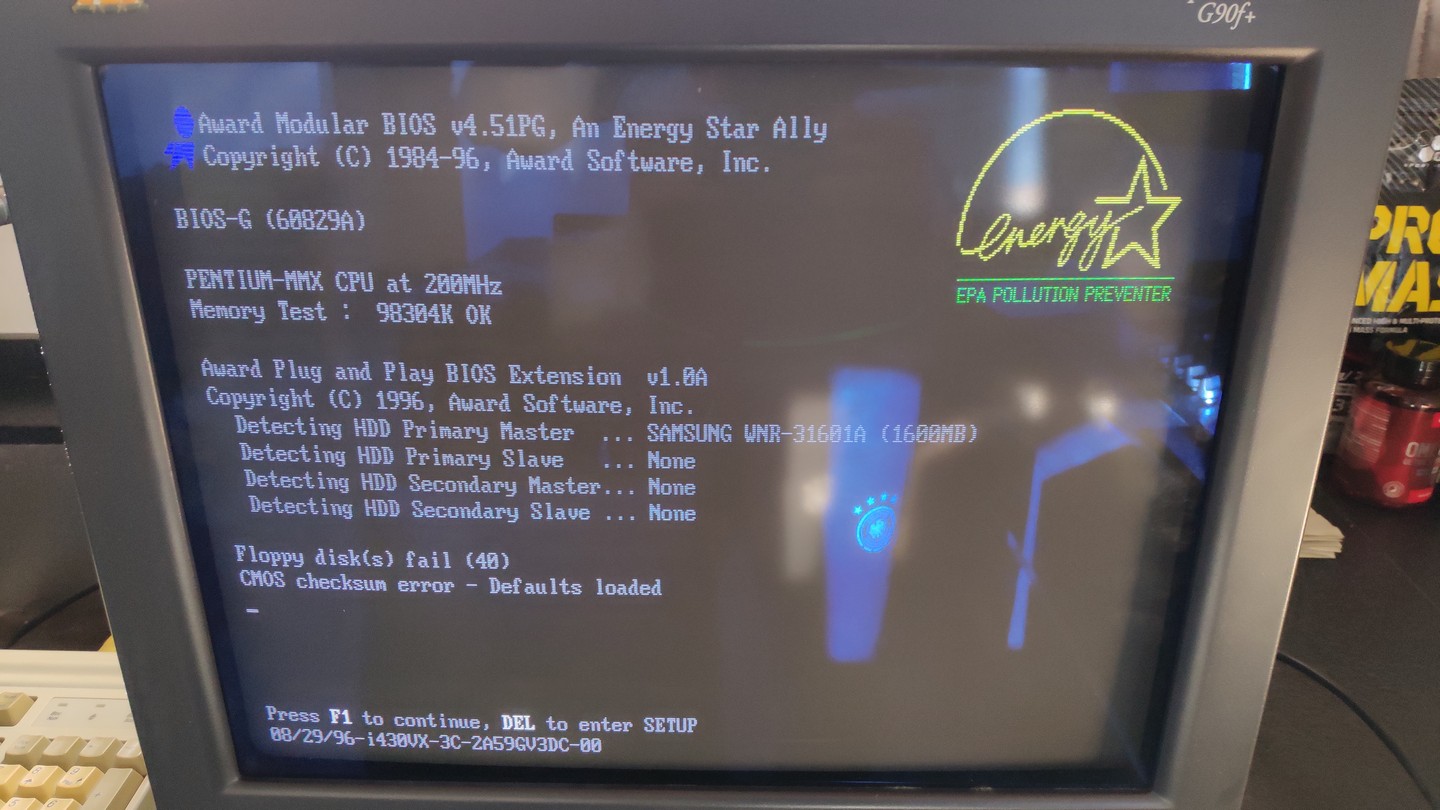 G90f+
Award Modular BIOS v4.51PG, An Energy Star Ally
Copyright (C) 1984-96, Award Software, Inc.
energy
EPA POLLUTION PREVENTER
BIOS-G (60829A)
PENTIUM-MMX CPU at 200MHz
Memory Test : 98304K OK
Award Plug and Play BIOS Extension v1.0A
Copyright (C) 1996, Award Software, Inc.
Detecting HDD Primary Master ... SAMSUNG WNR-31601A (1600MB)
Detecting HDD Primary Slave ... None
Detecting HDD Secondary Master... None
Detecting HDD Secondary Slave ... None
Floppy disk(s) fail (40)
CMOS checksum error - Defaults loaded
_
Press F1 to continue, DEL to enter SETUP
08/29/96-i430VX-3C-2A59GV3DC-00